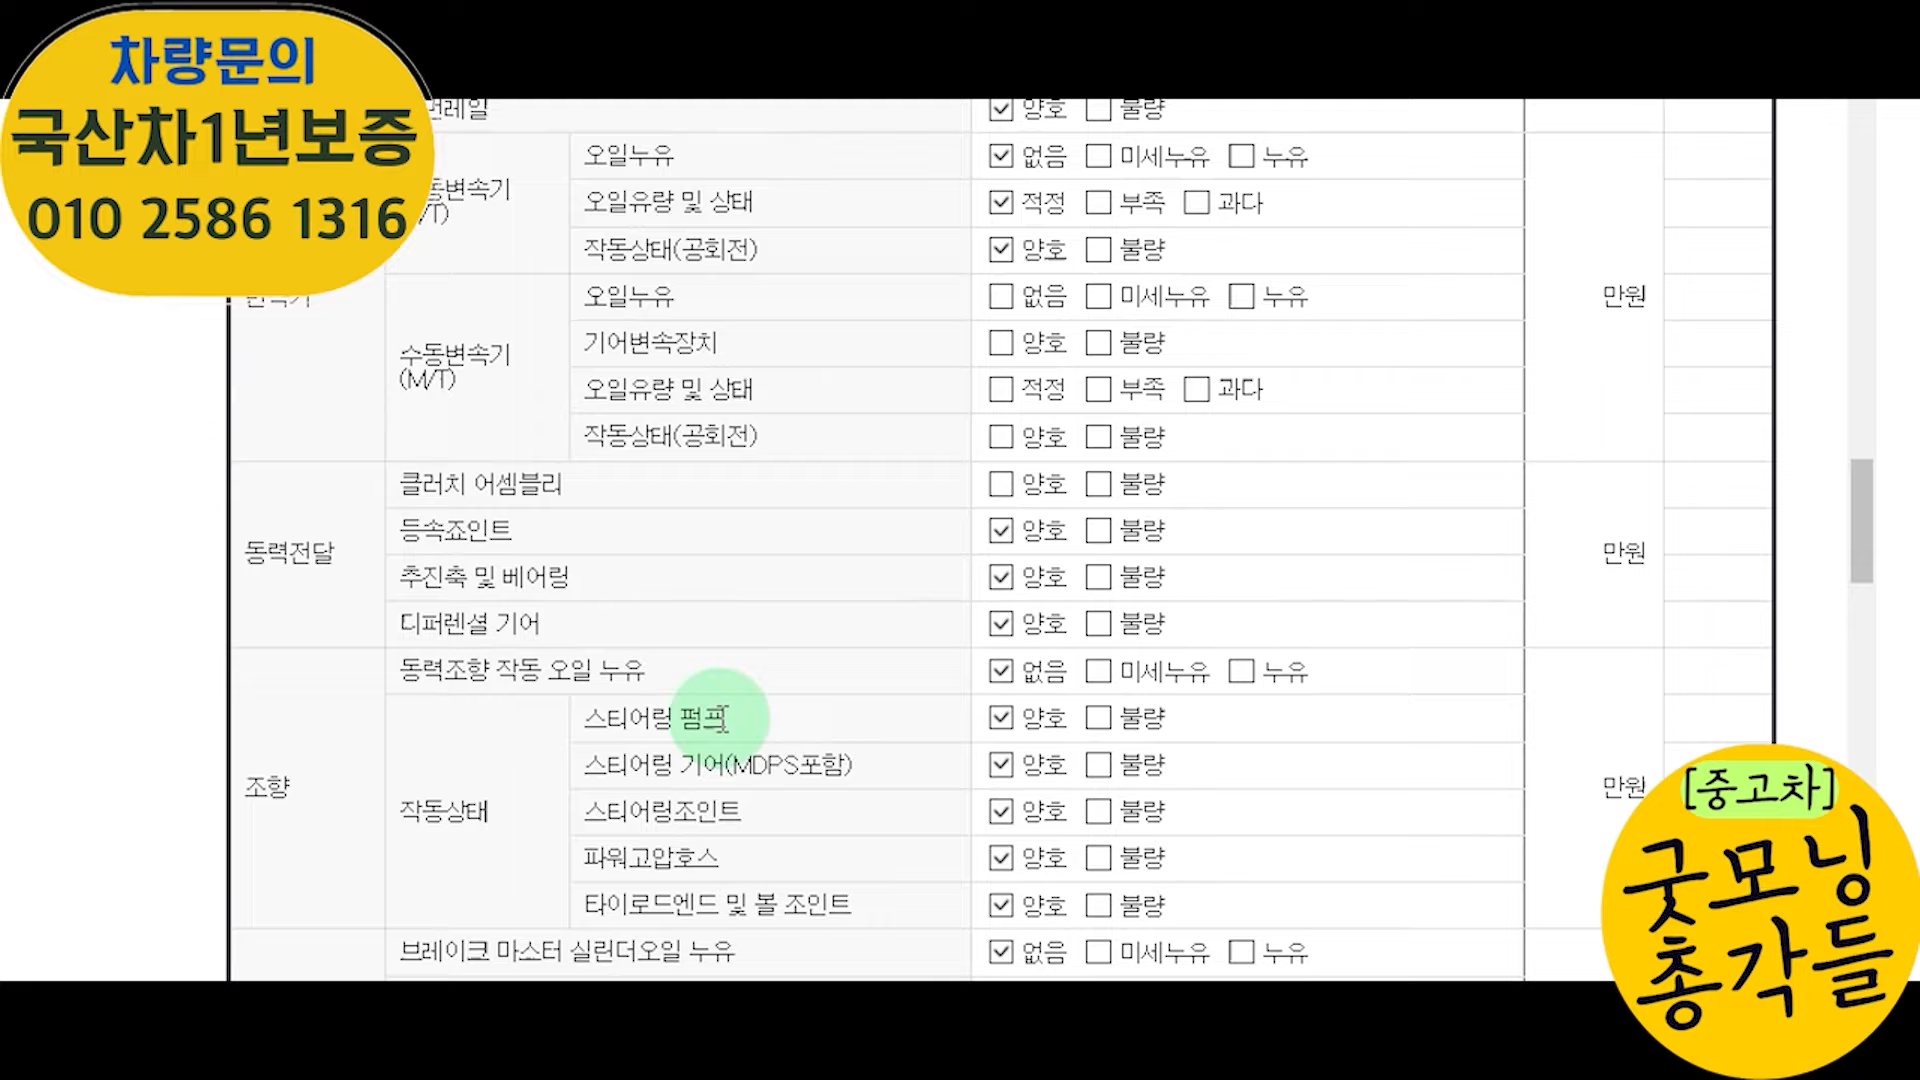 차량문의
국산차1년보증
010 2586 1316
양호 불량
오일누유 없음 미세누유 누유
오일유량 및 상태 적정 부족 과다
작동상태(공회전) 양호 불량
오일누유 없음 미세누유 누유 만원
수동변속기
(M/T)
기어변속장치 양호 불량
오일유량 및 상태 적정 부족 과다
작동상태(공회전) 양호 불량
동력전달
클러치 어셈블리 양호 불량
등속죠인트 양호 불량
만원
추진축 및 베어링 양호 불량
디퍼렌셜 기어 양호 불량
조향
동력조향 작동 오일 누유 없음 미세누유 누유
작동상태
스티어링 펌프 양호 불량
스티어링 기어(MDPS포함) 양호 불량
만원
스티어링조인트 양호 불량
파워고압호스 양호 불량
타이로드엔드 및 볼 조인트 양호 불량
브레이크 마스터 실린더오일 누유 없음 미세누유 누유
[중고차]
굿모닝
총각들